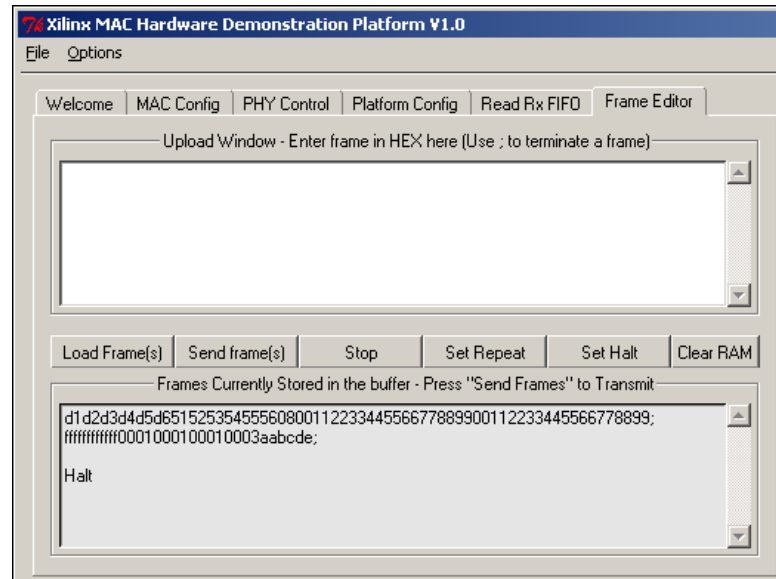 Xilinx MAC Hardware Demonstration Platform V1.0
File Options
Welcome MAC Config PHY Control Platform Config Read Rx FIFO Frame Editor
Upload Window - Enter frame in HEX here (Use ; to terminate a frame)
Load Frame(s) Send frame(s) Stop Set Repeat Set Halt Clear RAM
Frames Currently Stored in the buffer - Press "Send Frames" to Transmit
d1d2d3d4d5d6515253545556080011223344556677889900112233445566778899;
ffffffffffff0001000100010003aabcde;
Halt